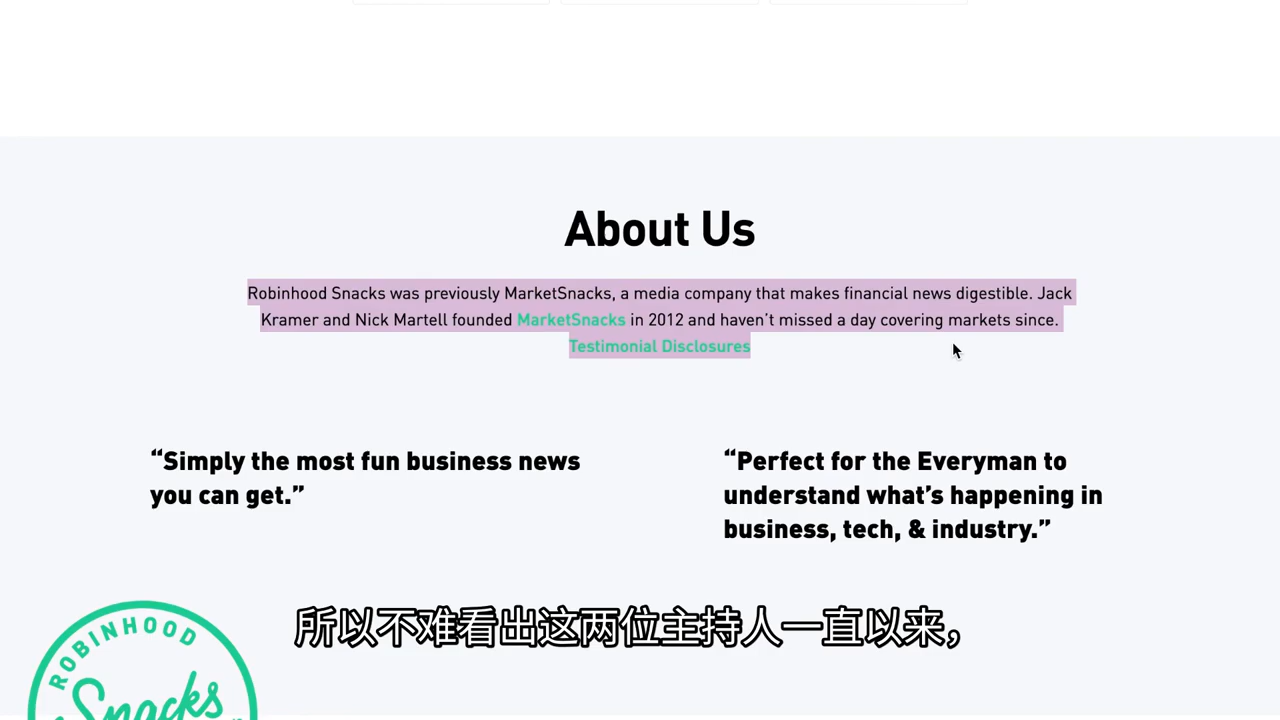 About Us
Robinhood Snacks was previously MarketSnacks, a media company that makes financial news digestible. Jack
Kramer and Nick Martell founded MarketSnacks in 2012 and haven't missed a day covering markets since.
Testimonial Disclosures
“Simply the most fun business news
you can get.”
“Perfect for the Everyman to
understand what’s happening in
business, tech, & industry.”
所以不难看出这两位主持人一直以来，
ROBINHOOD
Snacks